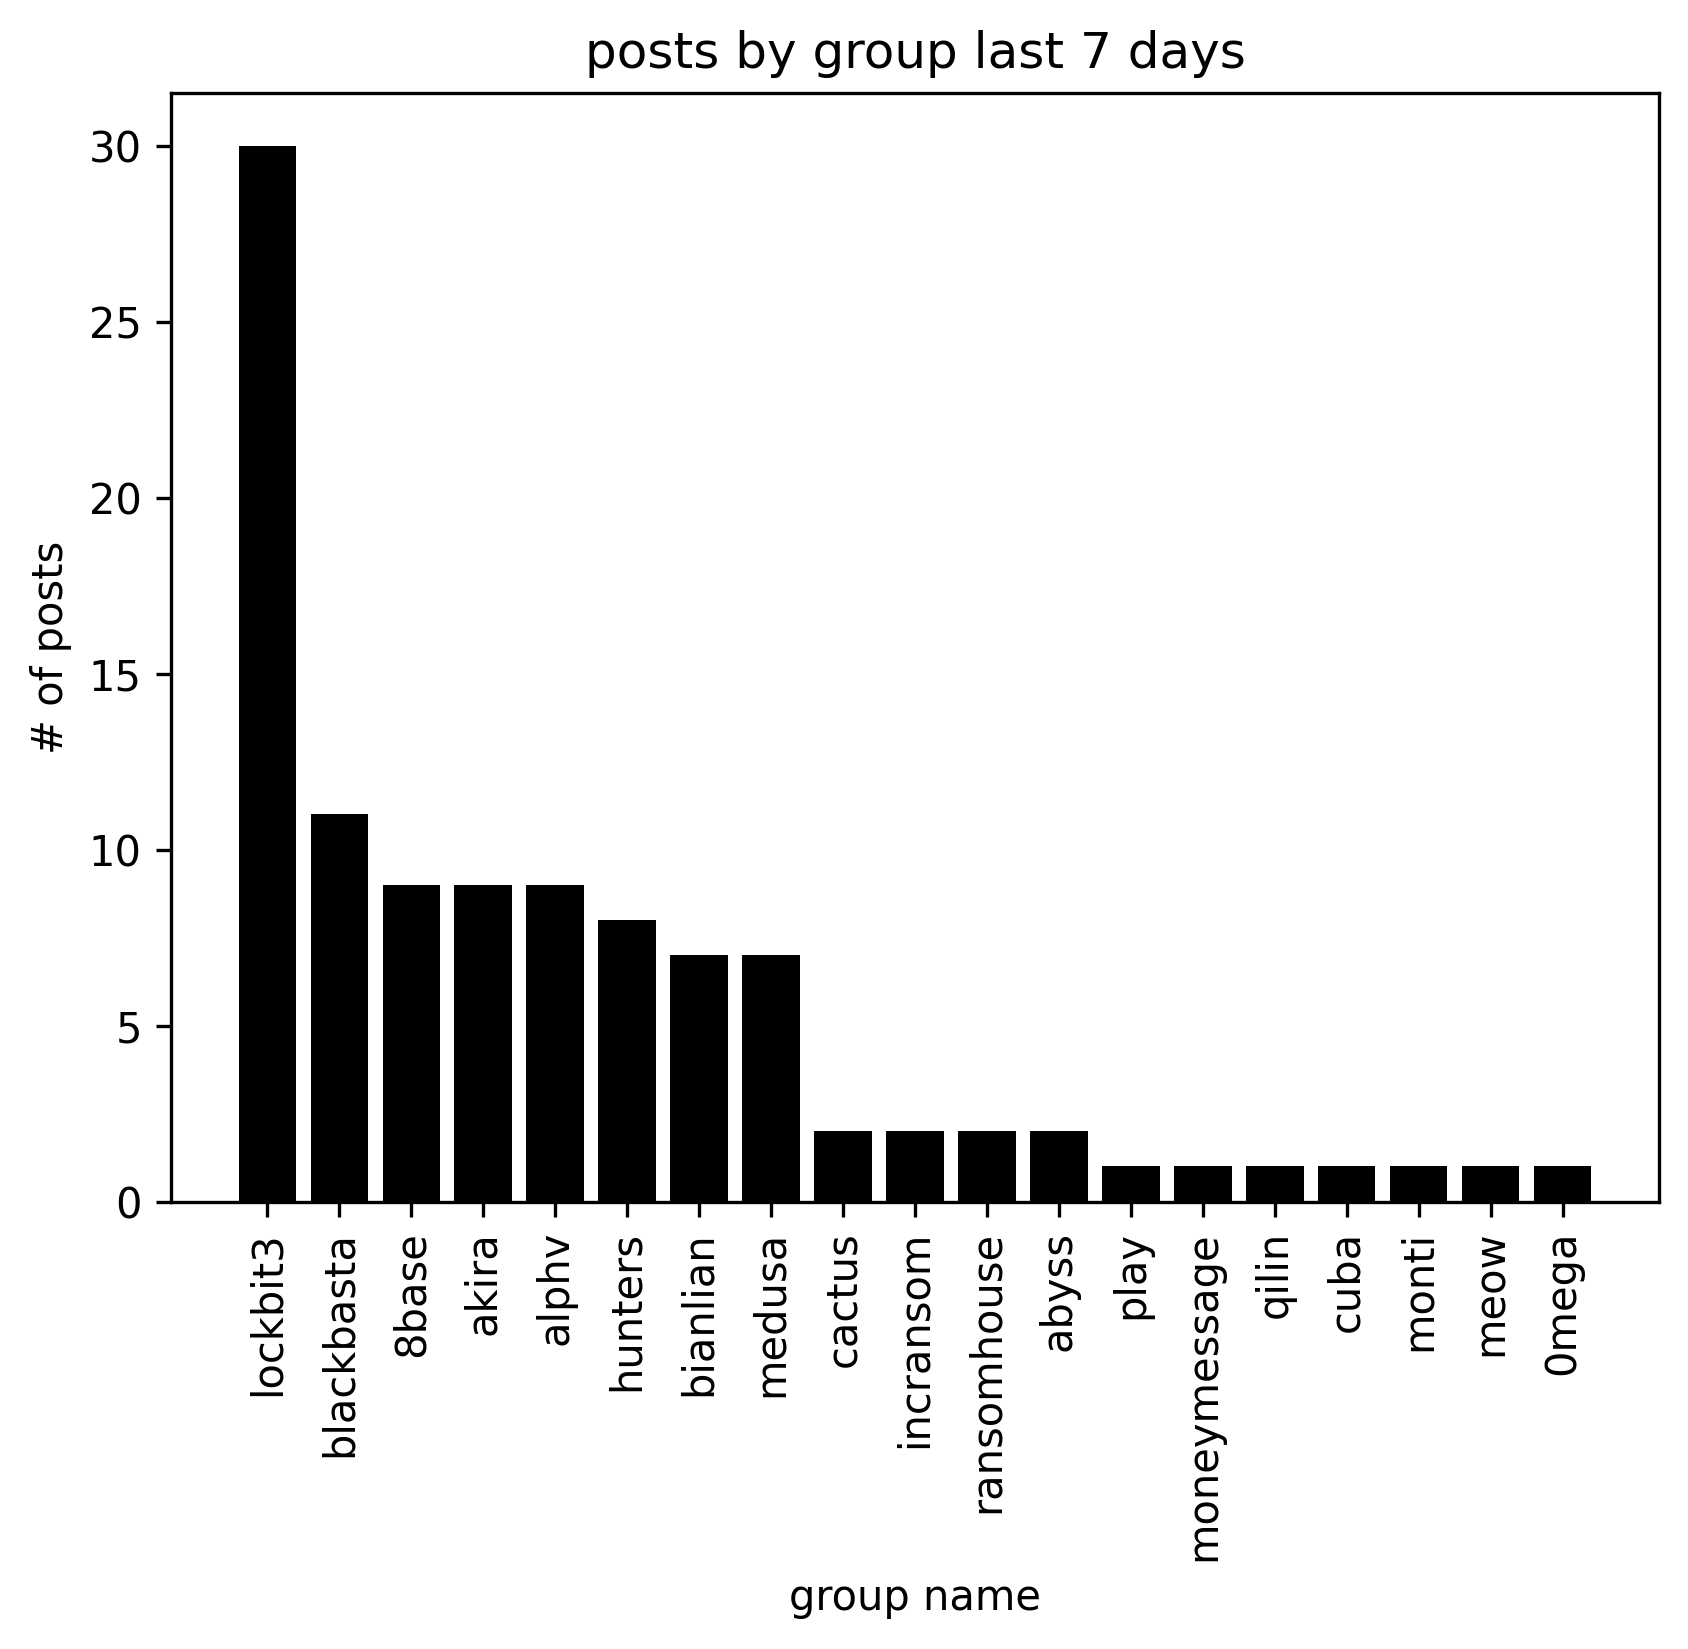 posts by group last 7 days
30
25
20
15
10
5
0
# of posts
lockbit3
blackbasta
8base
akira
alphv
hunters
bianlian
medusa
cactus
incransom
ransomhouse
abyss
play
moneymessage
qilin
cuba
monti
meow
0mega
group name